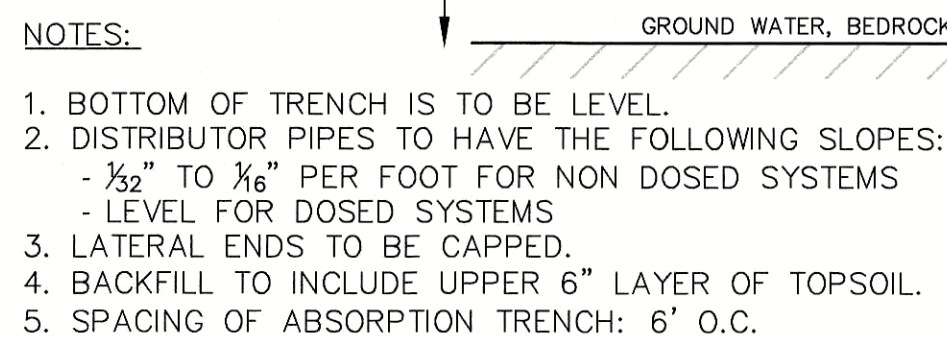 NOTES:
GROUND WATER, BEDROCK
1. BOTTOM OF TRENCH IS TO BE LEVEL.
2. DISTRIBUTOR PIPES TO HAVE THE FOLLOWING SLOPES:
- 1/32" TO 1/16" PER FOOT FOR NON DOSED SYSTEMS
- LEVEL FOR DOSED SYSTEMS
3. LATERAL ENDS TO BE CAPPED.
4. BACKFILL TO INCLUDE UPPER 6" LAYER OF TOPSOIL.
5. SPACING OF ABSORPTION TRENCH: 6' O.C.